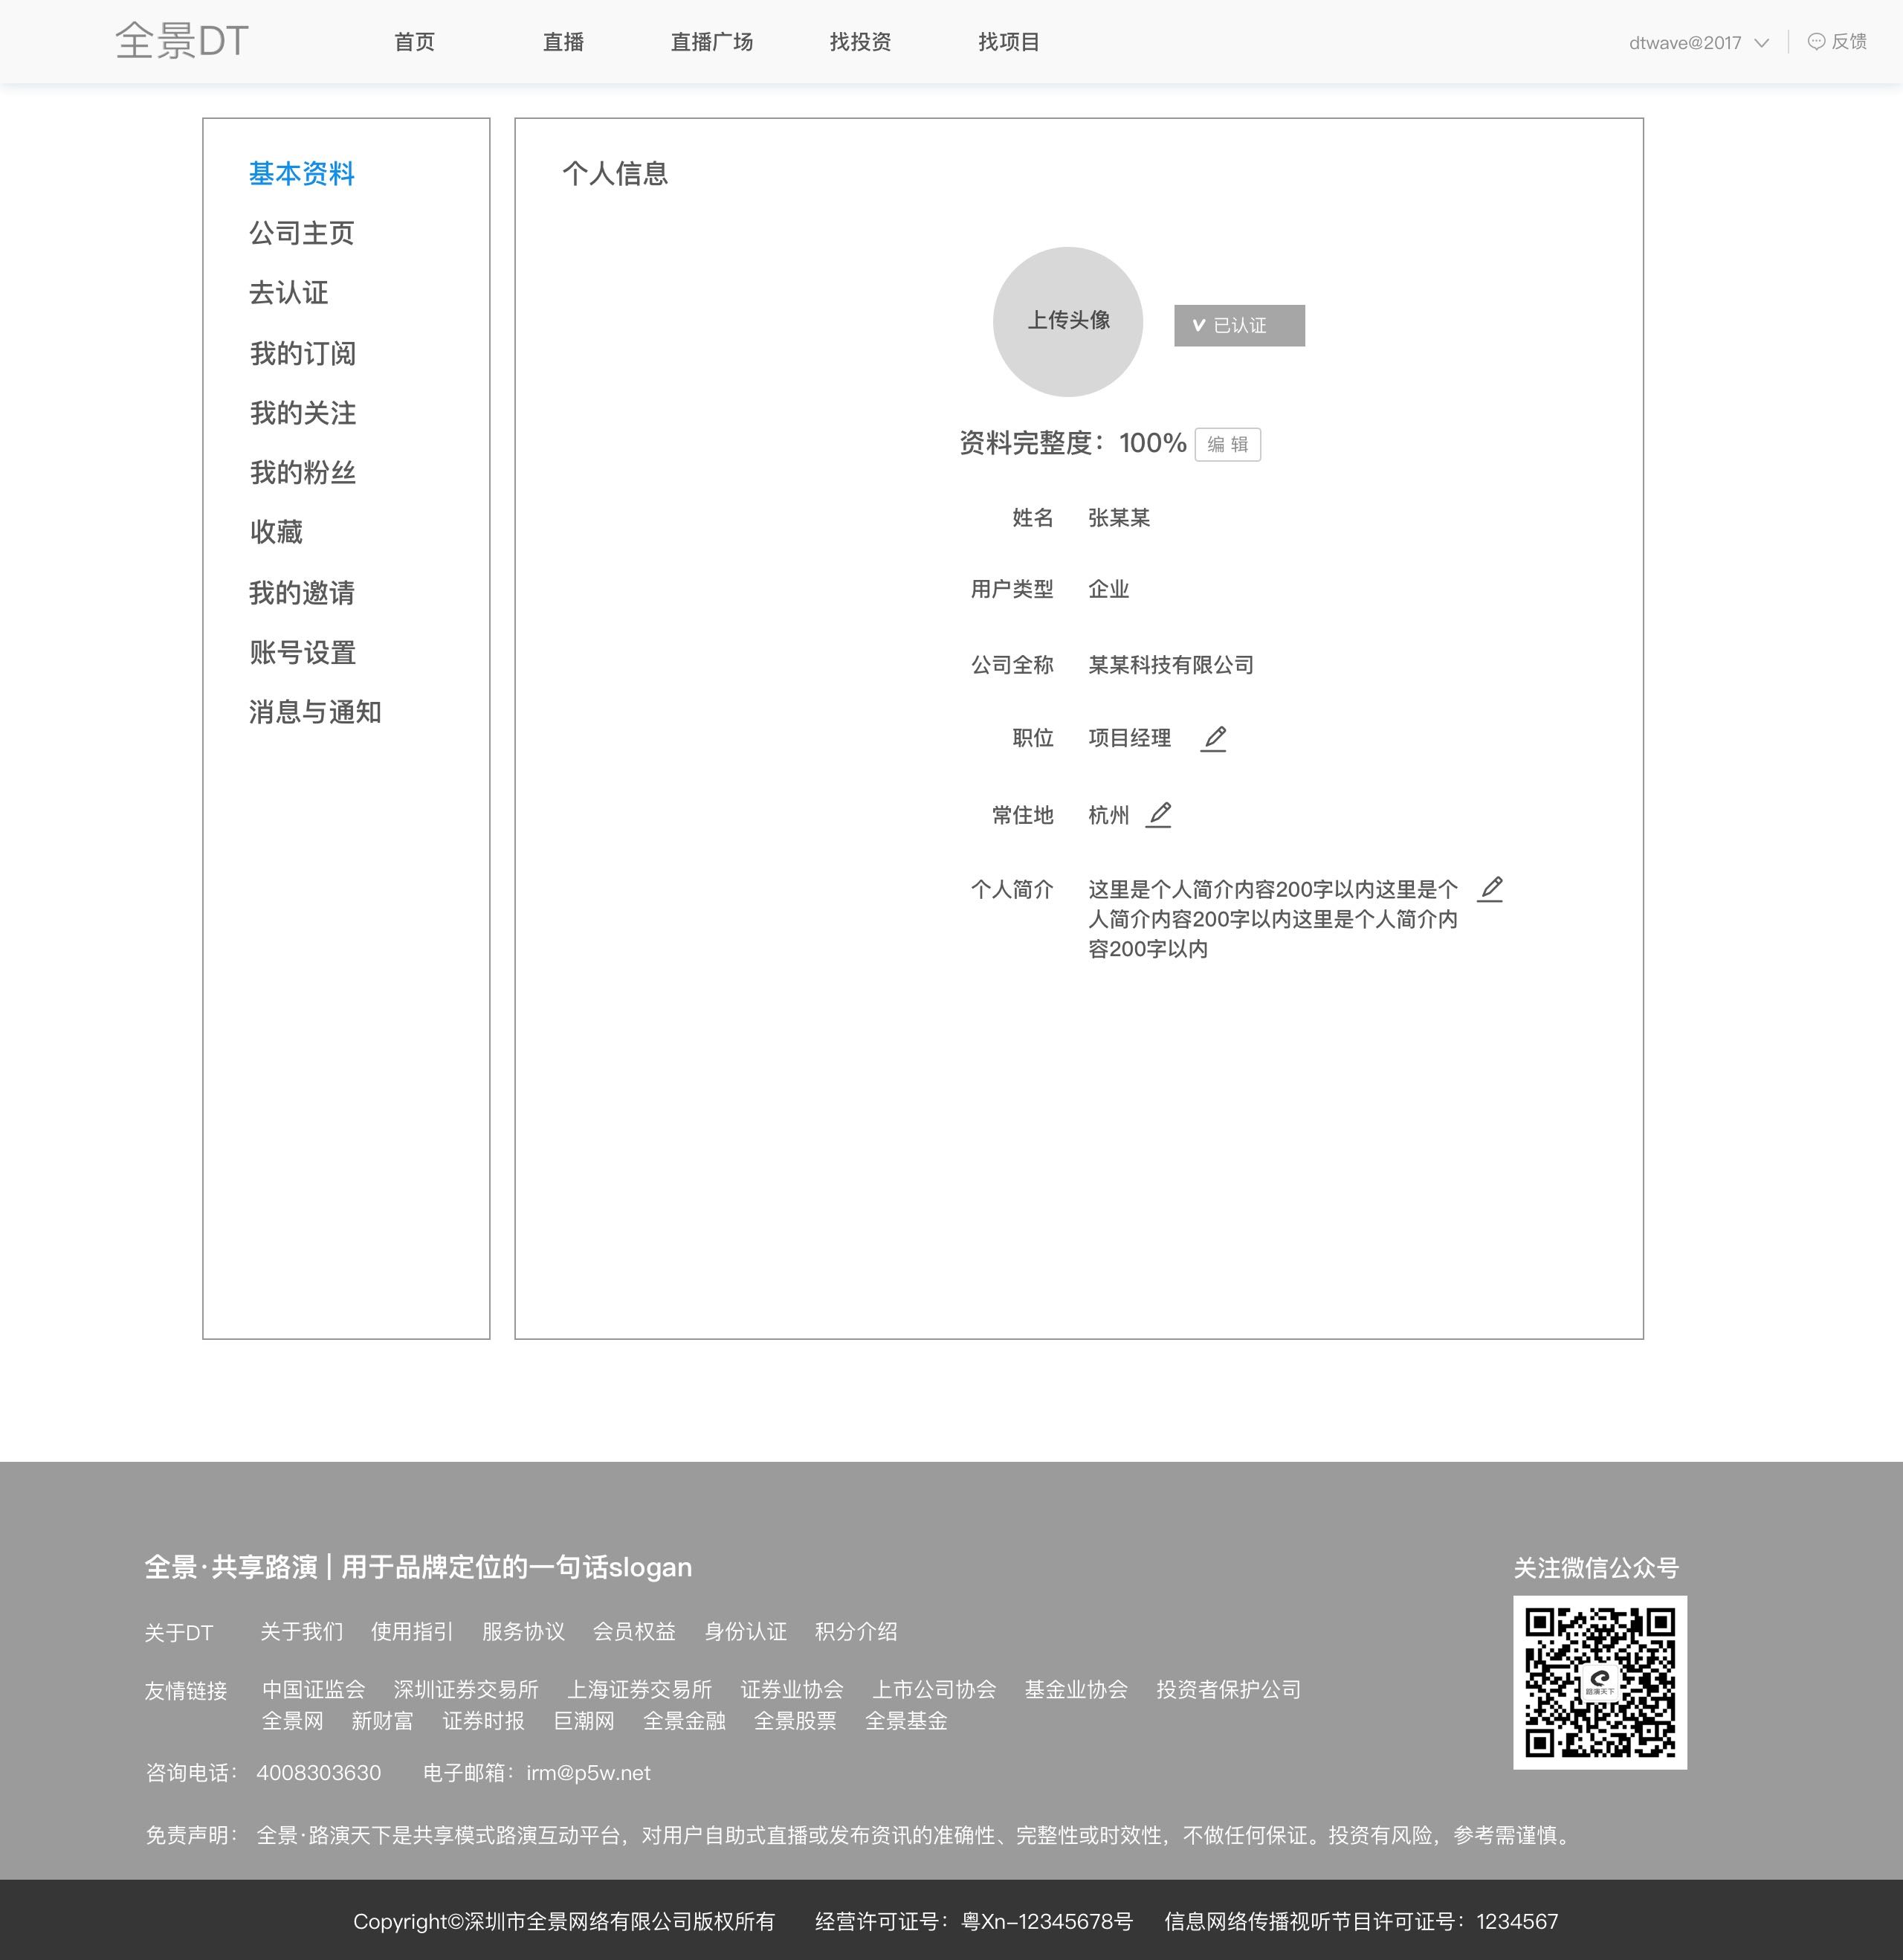 全景DT
首页 直播 直播广场 找投资 找项目 dtwave@2017 反馈
基本资料
公司主页
去认证
我的订阅
我的关注
我的粉丝
收藏
我的邀请
账号设置
消息与通知
个人信息
上传头像
已认证
资料完整度：100% 编 辑
姓名 张某某
用户类型 企业
公司全称 某某科技有限公司
职位 项目经理
常住地 杭州
个人简介 这里是个人简介内容200字以内这里是个
人简介内容200字以内这里是个人简介内
容200字以内
全景·共享路演 | 用于品牌定位的一句话slogan
关于DT 关于我们 使用指引 服务协议 会员权益 身份认证 积分介绍
友情链接 中国证监会 深圳证券交易所 上海证券交易所 证券业协会 上市公司协会 基金业协会 投资者保护公司
全景网 新财富 证券时报 巨潮网 全景金融 全景股票 全景基金
咨询电话： 4008303630 电子邮箱：irm@p5w.net
免责声明： 全景·路演天下是共享模式路演互动平台，对用户自助式直播或发布资讯的准确性、完整性或时效性，不做任何保证。投资有风险，参考需谨慎。
关注微信公众号
路演天下
Copyright©深圳市全景网络有限公司版权所有 经营许可证号：粤Xn-12345678号 信息网络传播视听节目许可证号：1234567